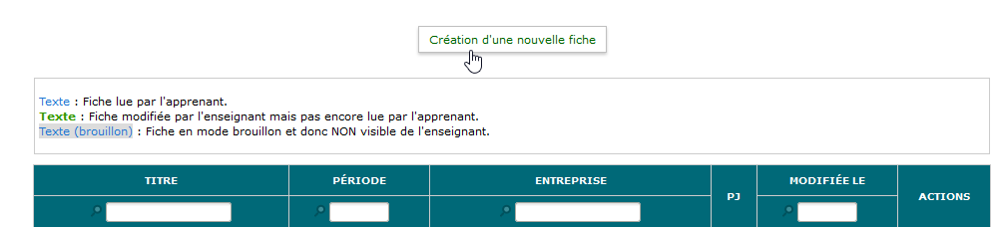 Création d'une nouvelle fiche
Texte : Fiche lue par l'apprenant.
Texte : Fiche modifiée par l'enseignant mais pas encore lue par l'apprenant.
Texte (brouillon) : Fiche en mode brouillon et donc NON visible de l'enseignant.
TITRE PÉRIODE ENTREPRISE PJ MODIFIÉE LE ACTIONS